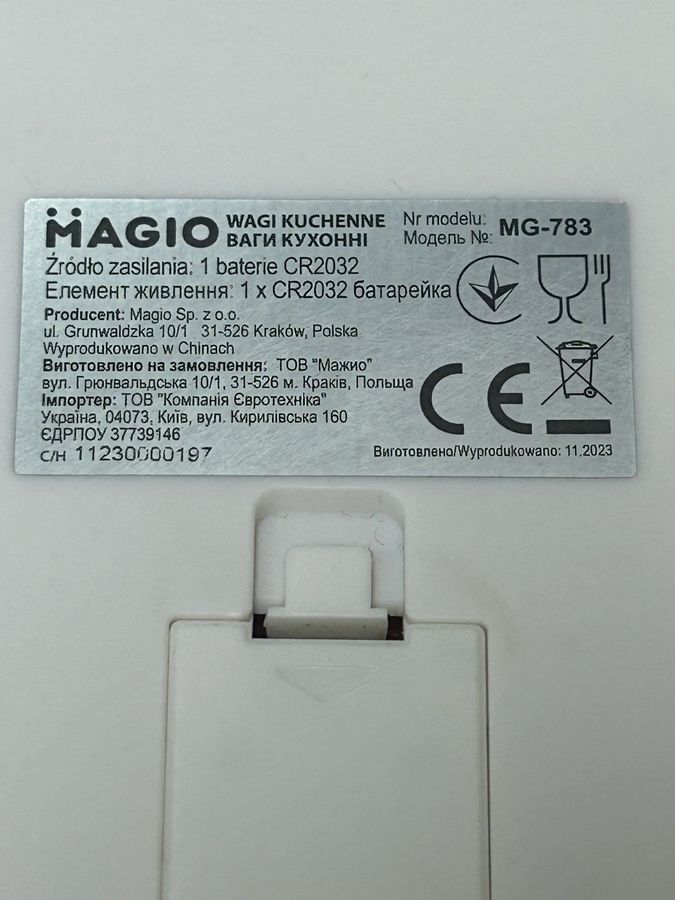 MAGIO WAGI KUCHENNE Nr modelu: MG-783
ВАГИ КУХОННІ Модель №:
Źródło zasilania: 1 baterie CR2032
Елемент живлення: 1 x CR2032 батарейка
Producent: Magio Sp. z o.o.
ul. Grunwaldzka 10/1 31-526 Kraków, Polska
Wyprodukowano w Chinach
Виготовлено на замовлення: ТОВ "Мажио"
вул. Грюнвальдська 10/1, 31-526 м. Краків, Польща
Імпортер: ТОВ "Компанія Євротехніка"
Україна, 04073, Київ, вул. Кирилівська 160
ЄДРПОУ 37739146
С/Н 11230000197
CE
Виготовлено/Wyprodukowano: 11.2023